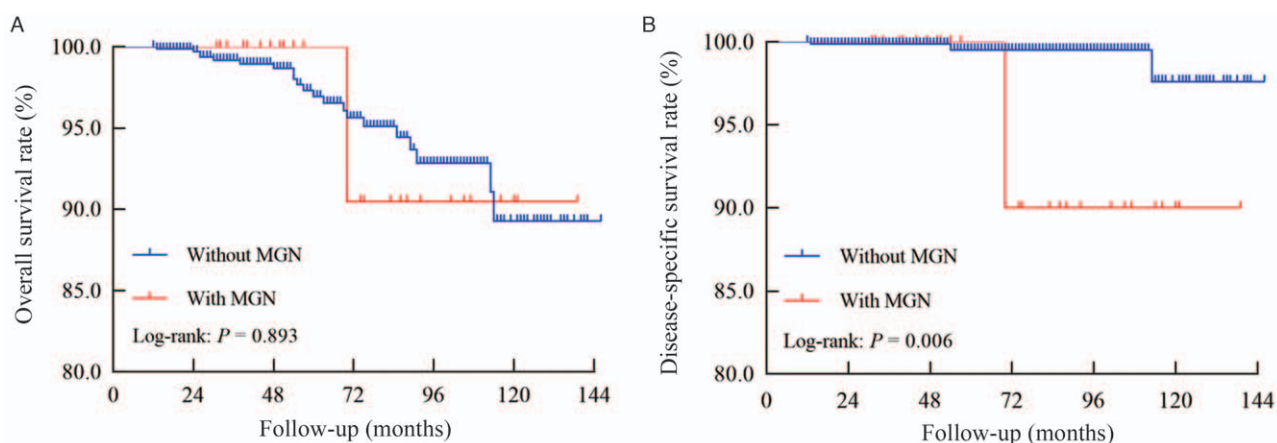 A
Overall survival rate (%)
100.0
95.0
90.0
85.0
80.0
Without MGN
With MGN
Log-rank: P = 0.893
0 24 48 72 96 120 144
Follow-up (months)
B
Disease-specific survival rate (%)
100.0
95.0
90.0
85.0
80.0
Without MGN
With MGN
Log-rank: P = 0.006
0 24 48 72 96 120 144
Follow-up (months)